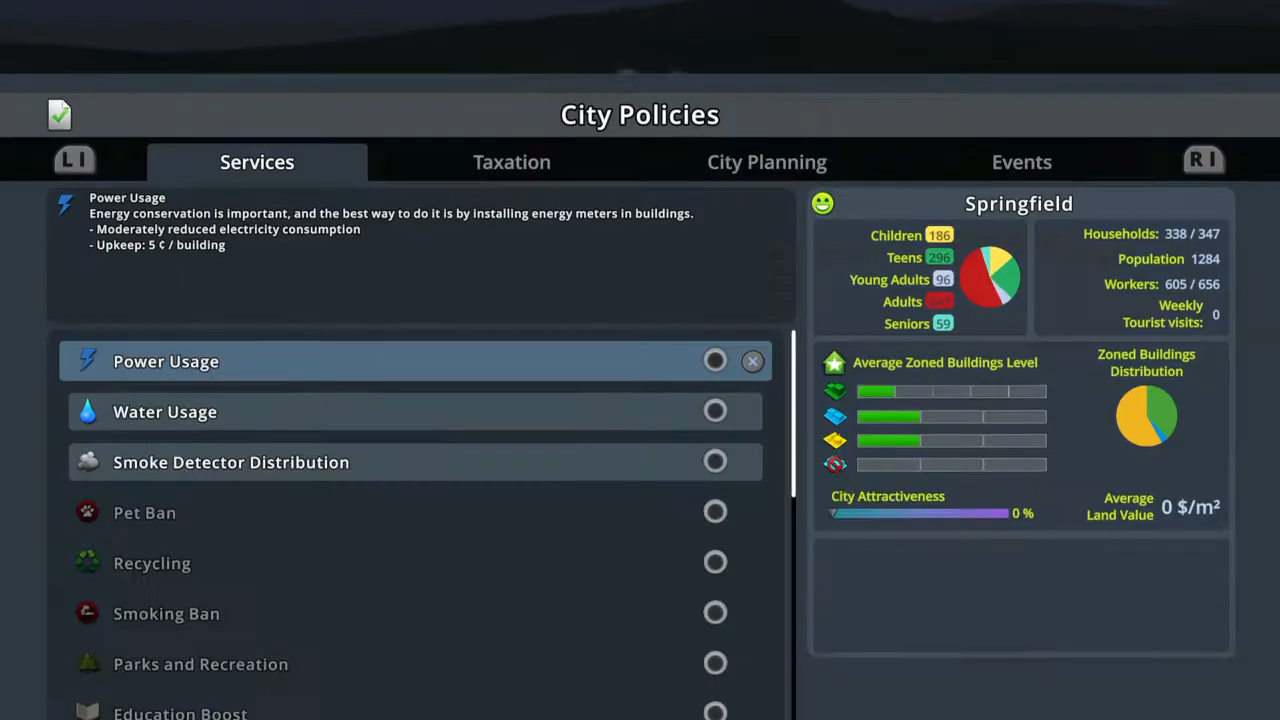 City Policies
L1
Services
Taxation
City Planning
Events
R1
Power Usage
Energy conservation is important, and the best way to do it is by installing energy meters in buildings.
- Moderately reduced electricity consumption
- Upkeep: 5 ₵ / building
Power Usage
Water Usage
Smoke Detector Distribution
Pet Ban
Recycling
Smoking Ban
Parks and Recreation
Education Boost
Springfield
Children 186
Teens 296
Young Adults 96
Adults 647
Seniors 59
Households: 338 / 347
Population 1284
Workers: 605 / 656
Weekly
Tourist visits: 0
Average Zoned Buildings Level
Zoned Buildings
Distribution
City Attractiveness
0 %
Average
Land Value 0 $/m²